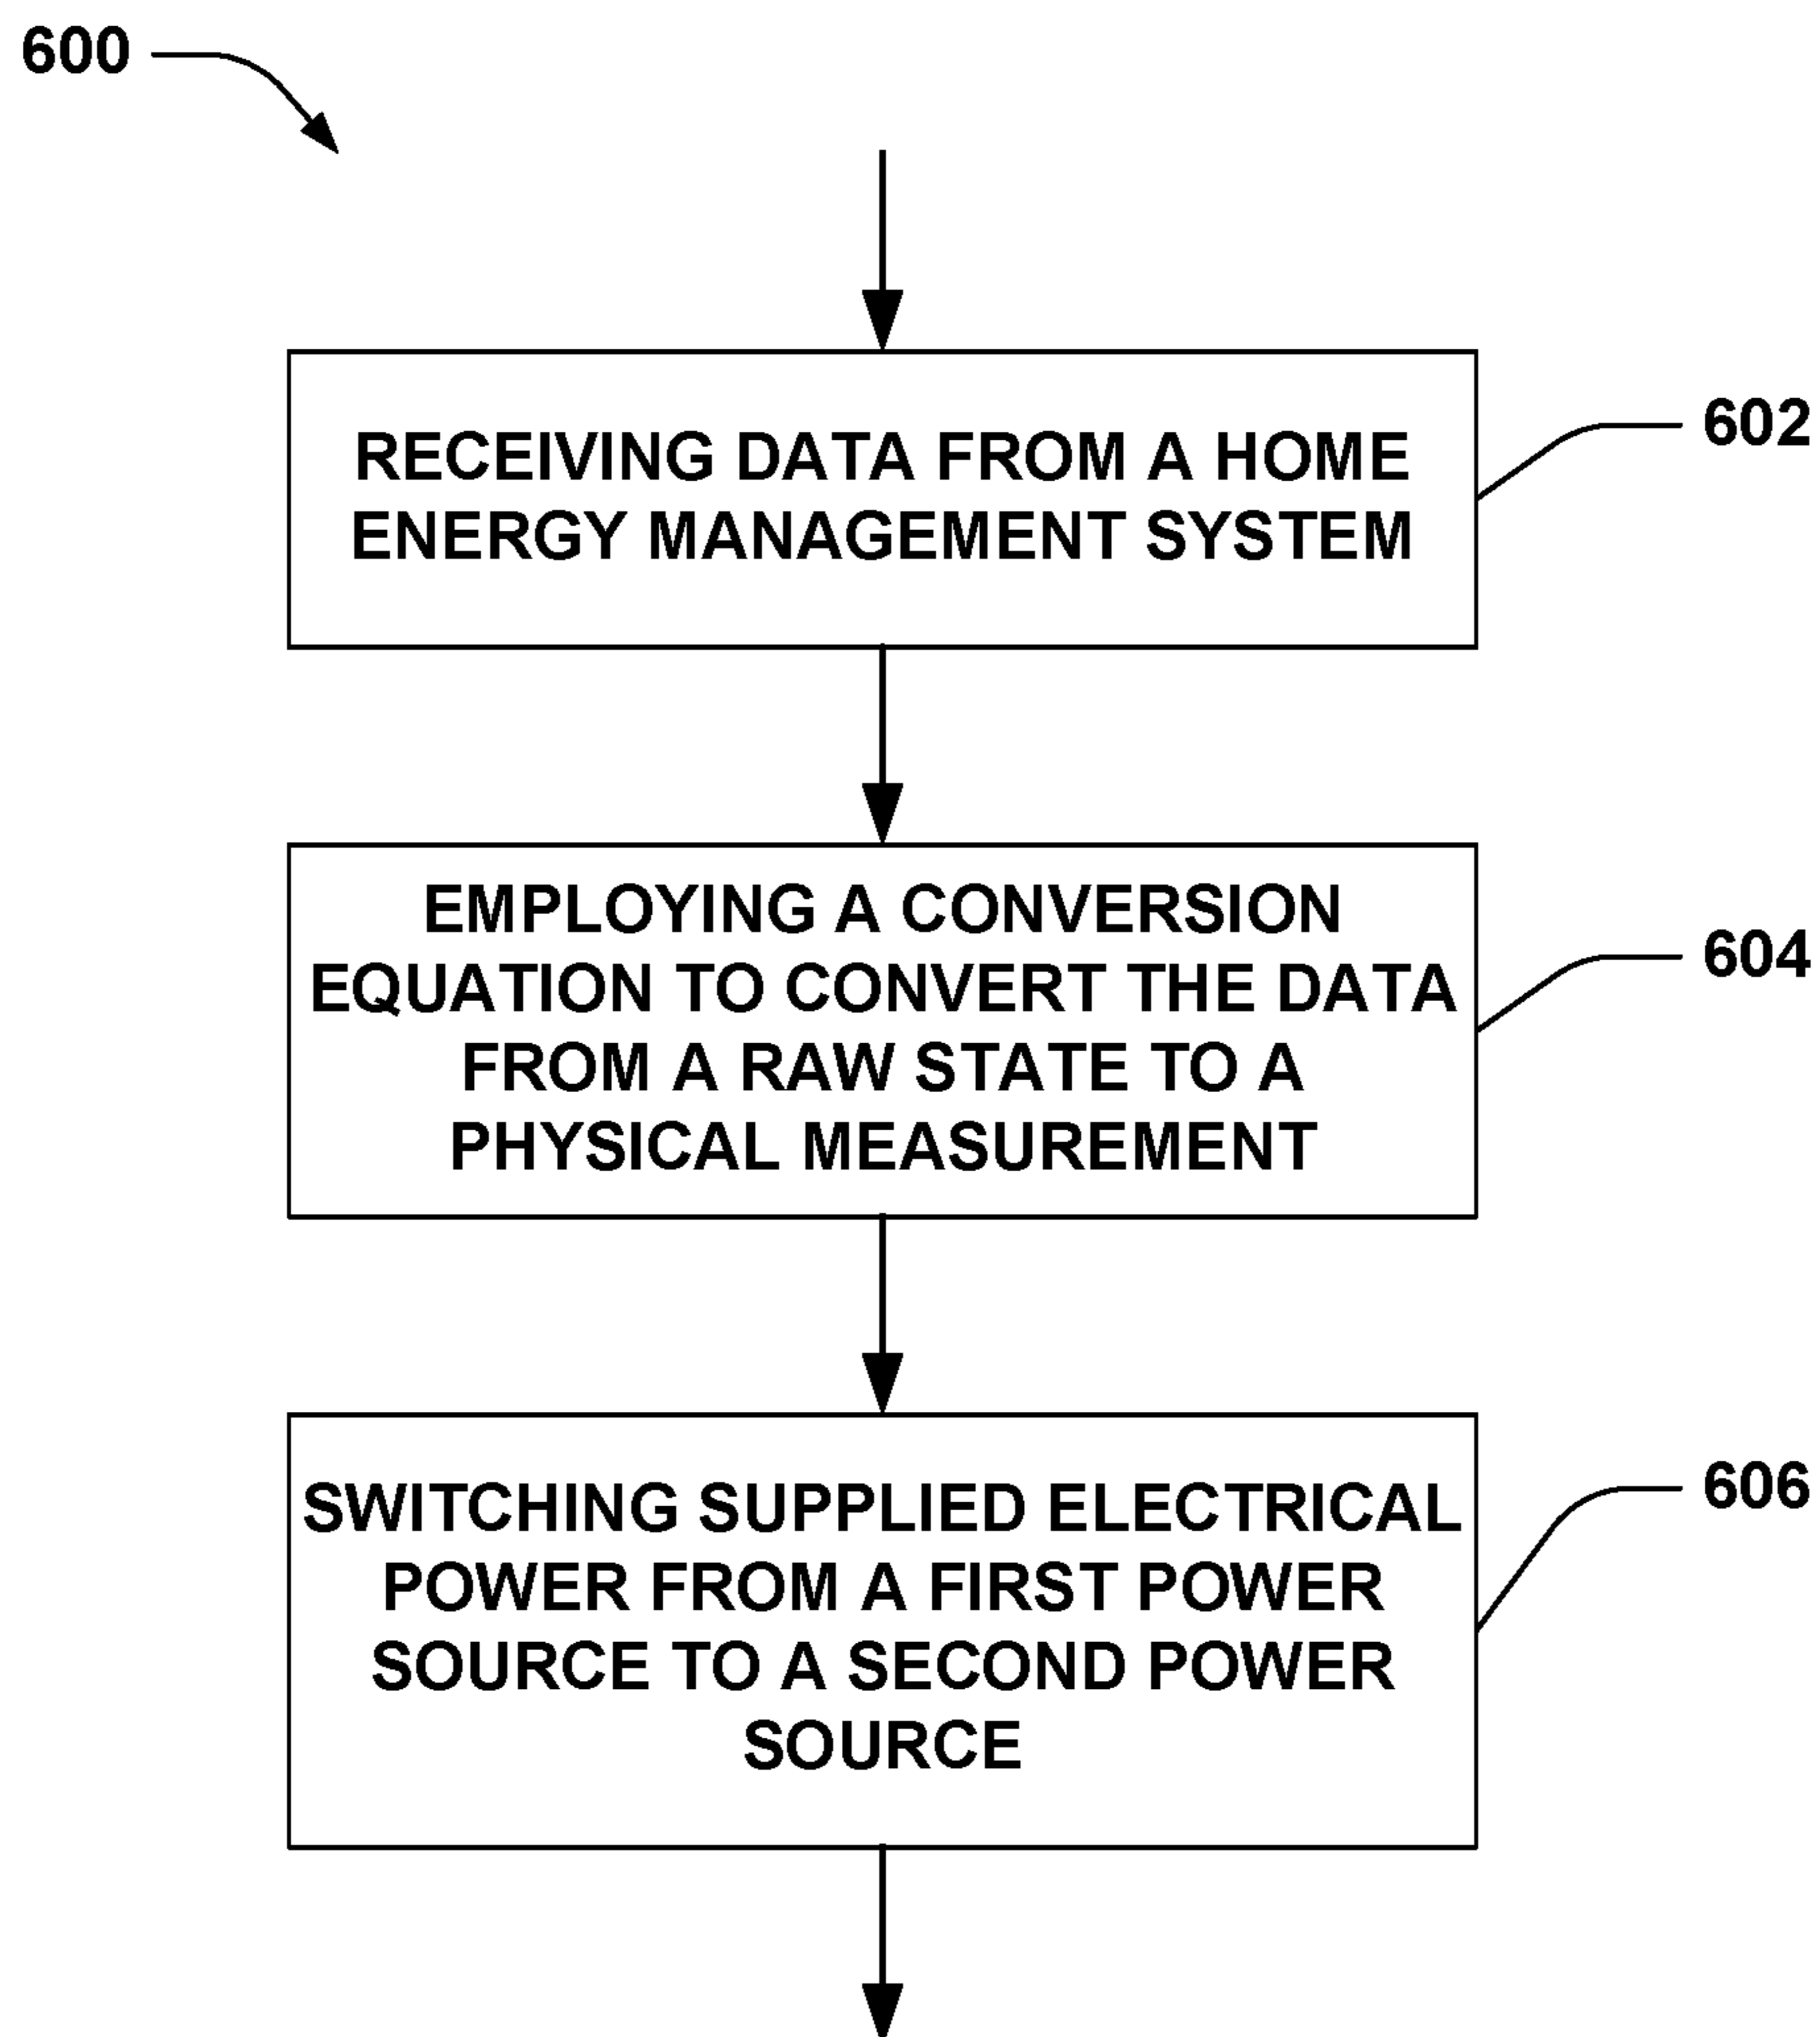 600
RECEIVING DATA FROM A HOME
ENERGY MANAGEMENT SYSTEM
602
EMPLOYING A CONVERSION
EQUATION TO CONVERT THE DATA
FROM A RAW STATE TO A
PHYSICAL MEASUREMENT
604
SWITCHING SUPPLIED ELECTRICAL
POWER FROM A FIRST POWER
SOURCE TO A SECOND POWER
SOURCE
606